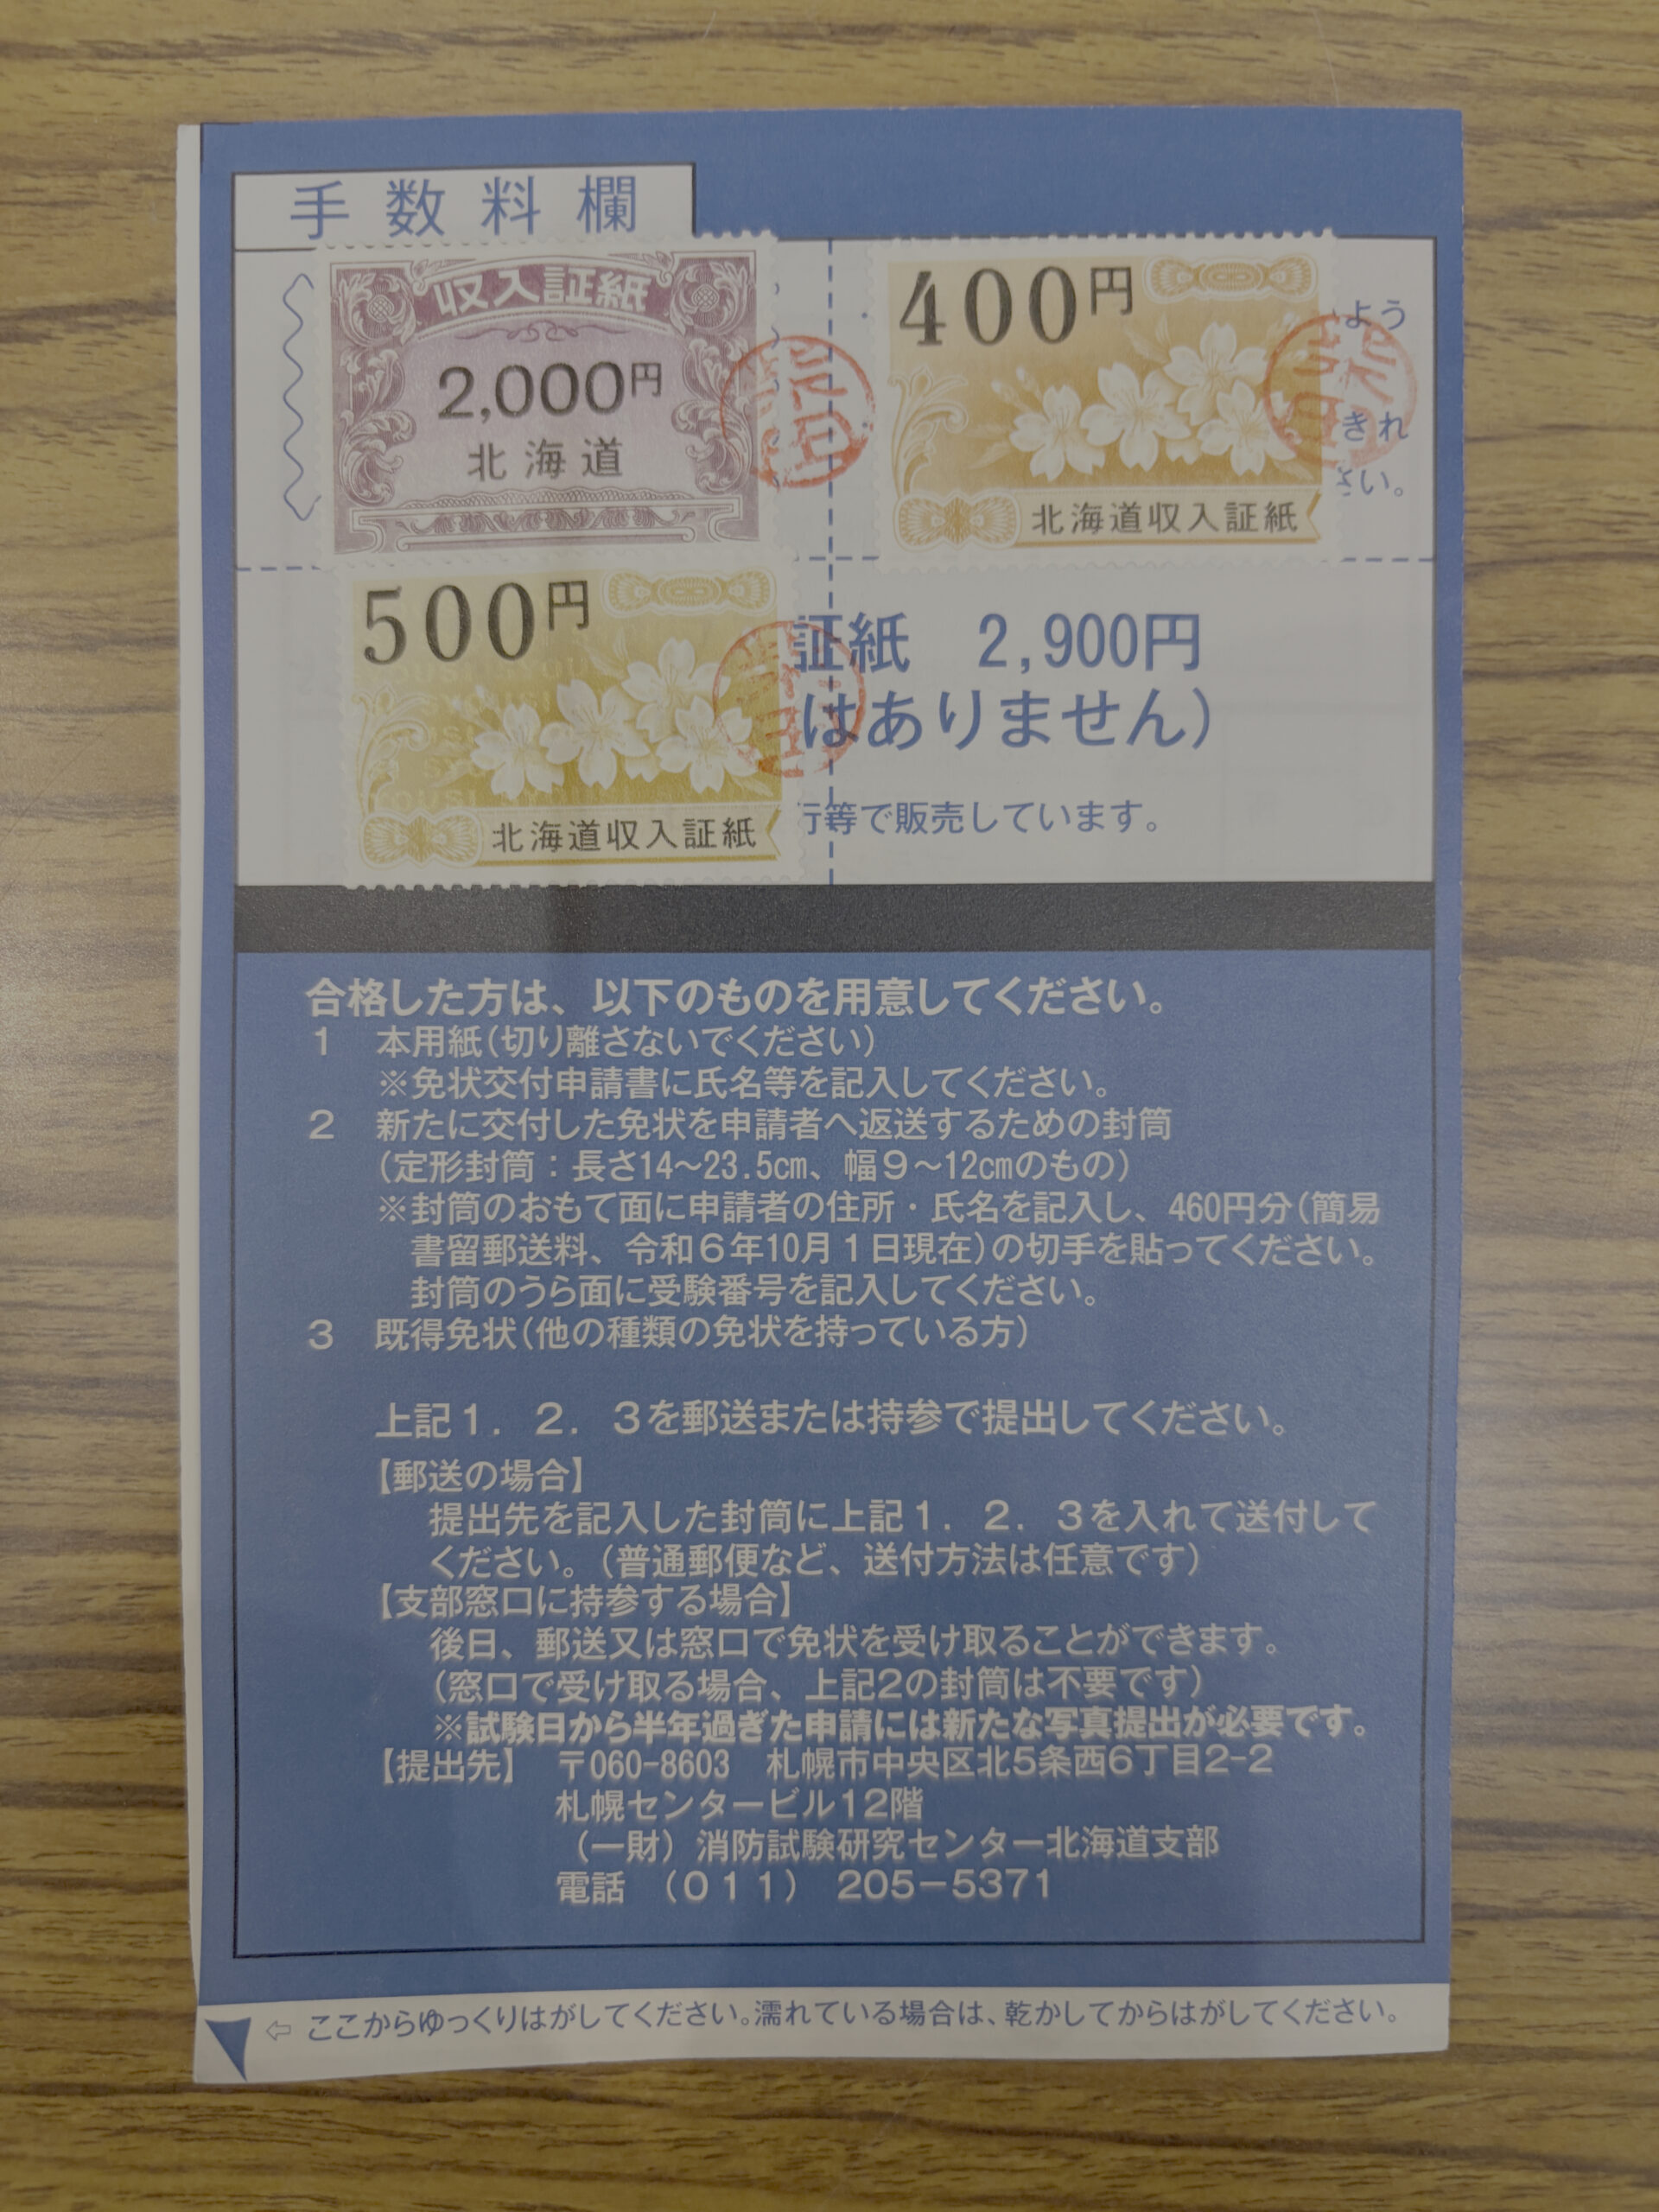 手数料欄
収入証紙
2,000円
北海道
400円
北海道収入証紙
よう
きれ
さい。
500円
北海道収入証紙
証紙　2,900円
はありません）
行等で販売しています。
合格した方は、以下のものを用意してください。
１　本用紙（切り離さないでください）
※免状交付申請書に氏名等を記入してください。
２　新たに交付した免状を申請者へ返送するための封筒
（定形封筒：長さ14～23.5cm、幅９～12cmのもの）
※封筒のおもて面に申請者の住所・氏名を記入し、460円分（簡易
書留郵送料、令和６年10月１日現在）の切手を貼ってください。
封筒のうら面に受験番号を記入してください。
３　既得免状（他の種類の免状を持っている方）
上記１．２．３を郵送または持参で提出してください。
【郵送の場合】
提出先を記入した封筒に上記１．２．３を入れて送付して
ください。（普通郵便など、送付方法は任意です）
【支部窓口に持参する場合】
後日、郵送又は窓口で免状を受け取ることができます。
（窓口で受け取る場合、上記２の封筒は不要です）
※試験日から半年過ぎた申請には新たな写真提出が必要です。
【提出先】　〒060-8603　札幌市中央区北５条西６丁目2-2
札幌センタービル12階
（一財）消防試験研究センター北海道支部
電話　（０１１）　205－5371
⇦ ここからゆっくりはがしてください。濡れている場合は、乾かしてからはがしてください。